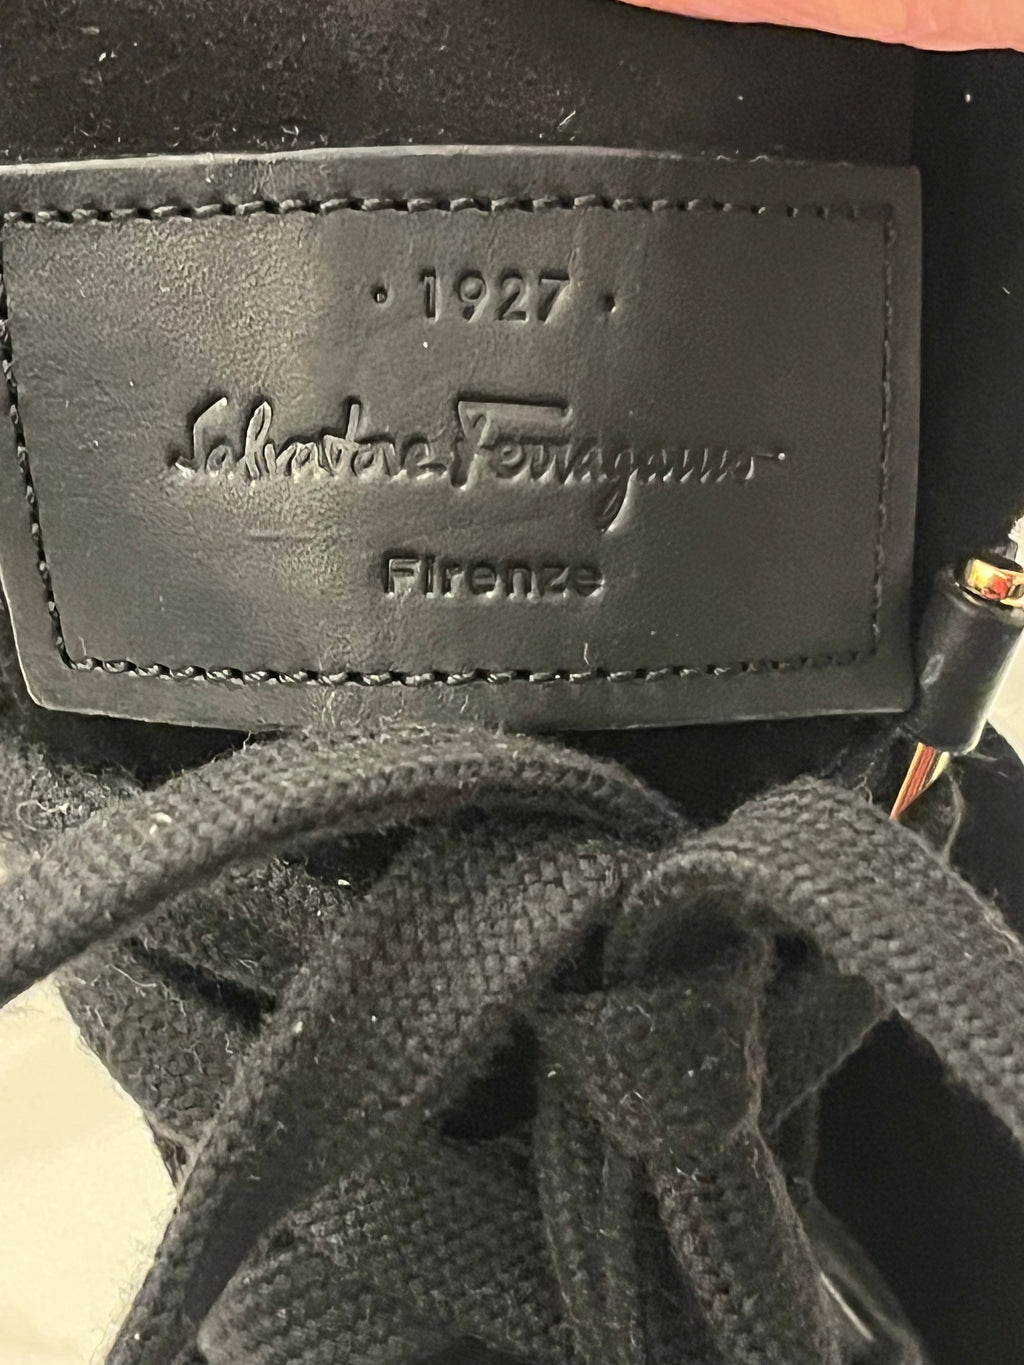 · 1927 ·
Salvatore Ferragamo
Firenze